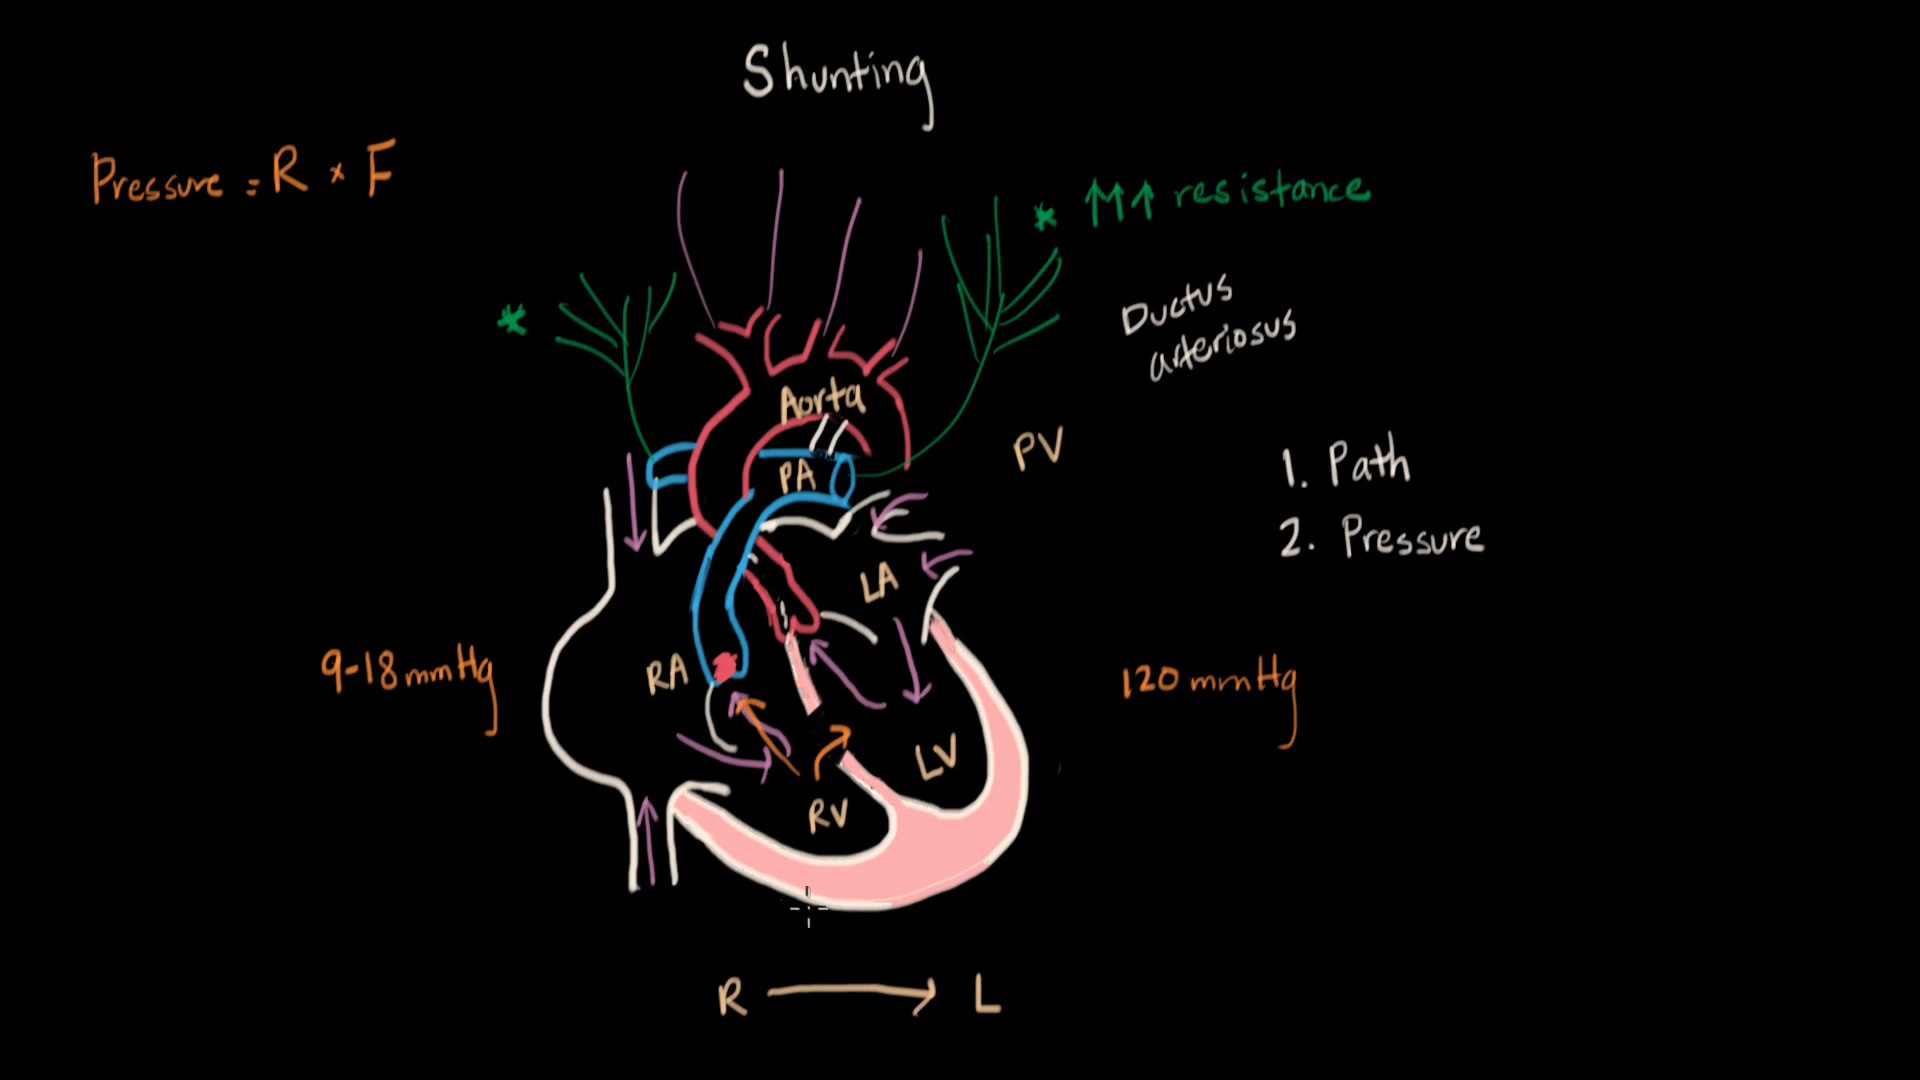 Shunting
Pressure = R × F
* ↑↑↑ resistance
*
Ductus
arteriosus
Aorta
PA
PV
1. Path
2. Pressure
LA
RA
9-18 mmHg
120 mmHg
LV
RV
R → L